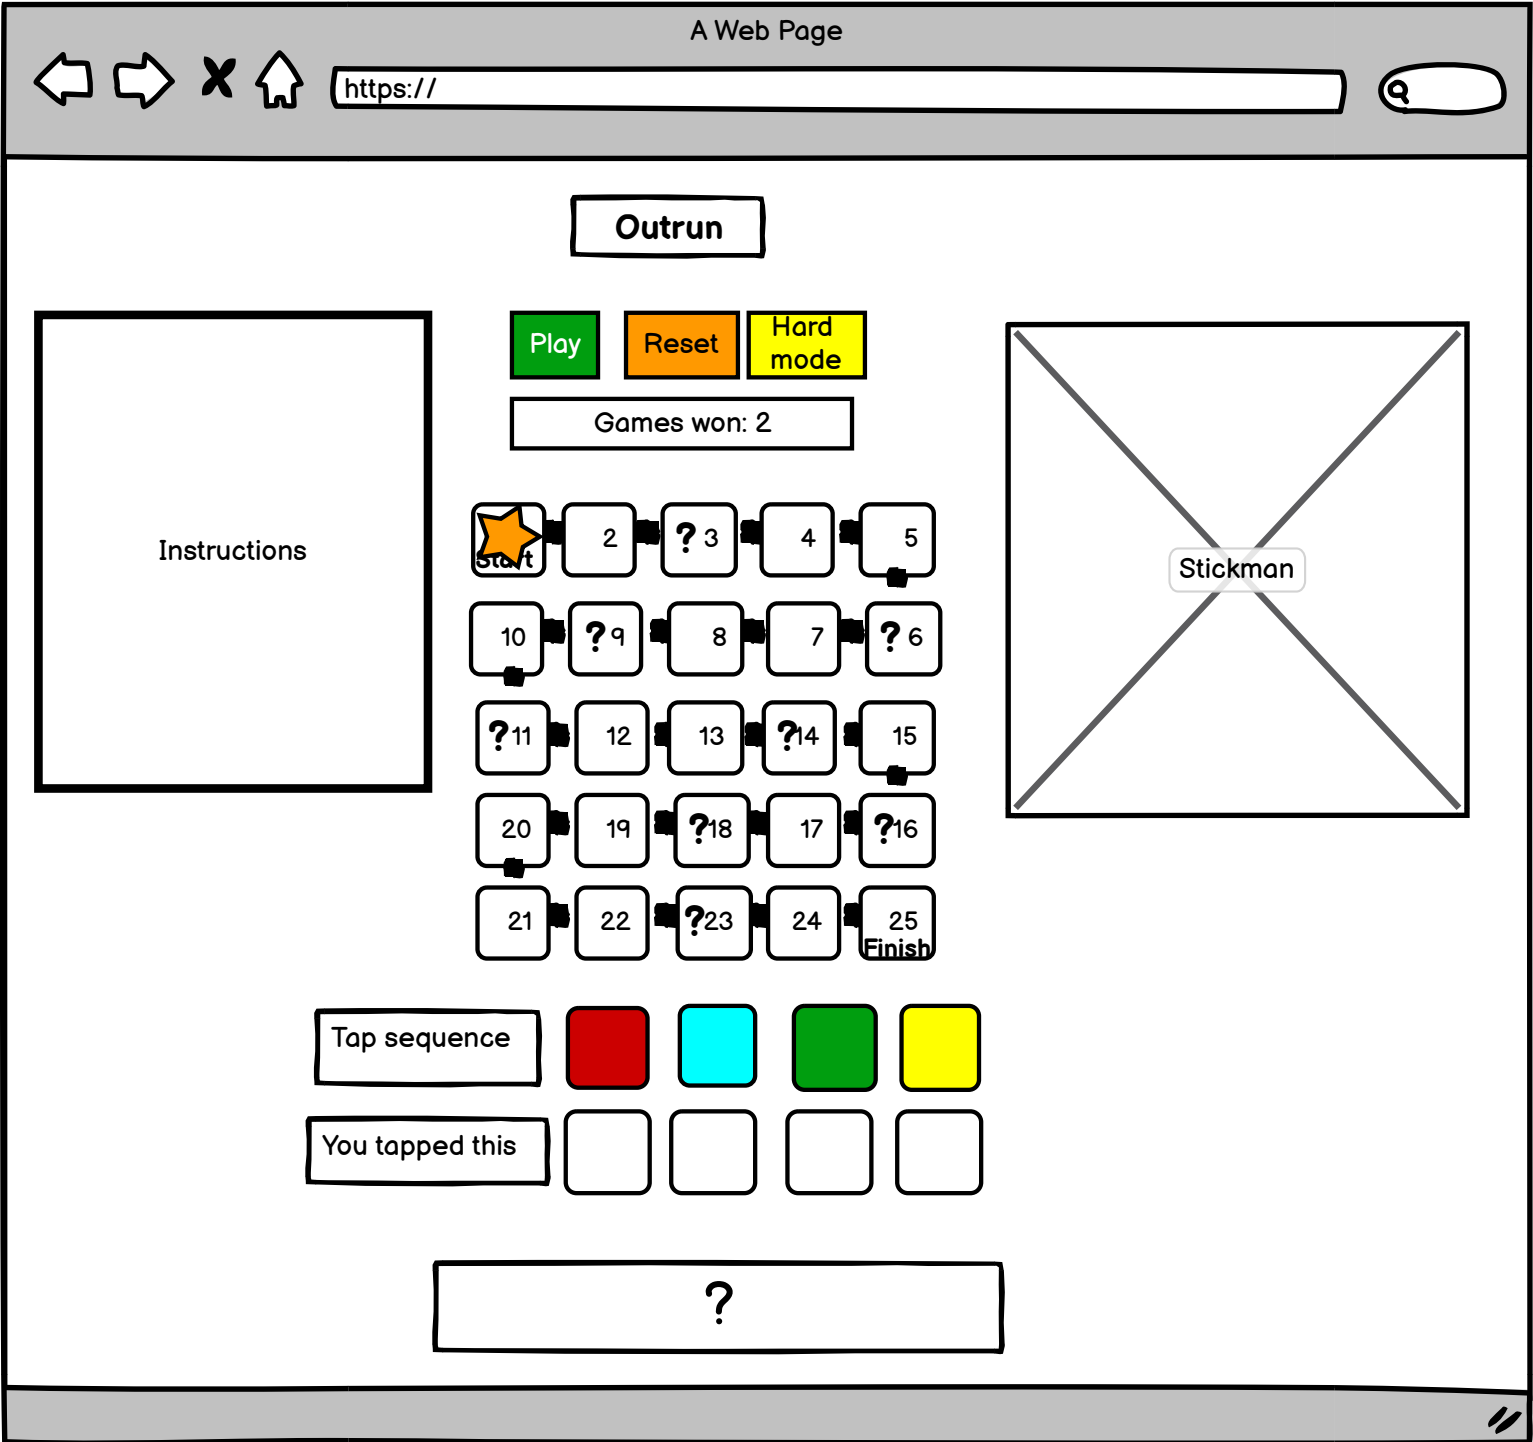 A Web Page
https://
Outrun
Play
Reset
Hard
mode
Games won: 2
Instructions
Stickman
Start
2
? 3
4
5
10
? 9
8
7
? 6
?11
12
13
?14
15
20
19
?18
17
?16
21
22
?23
24
25
Finish
Tap sequence
You tapped this
?